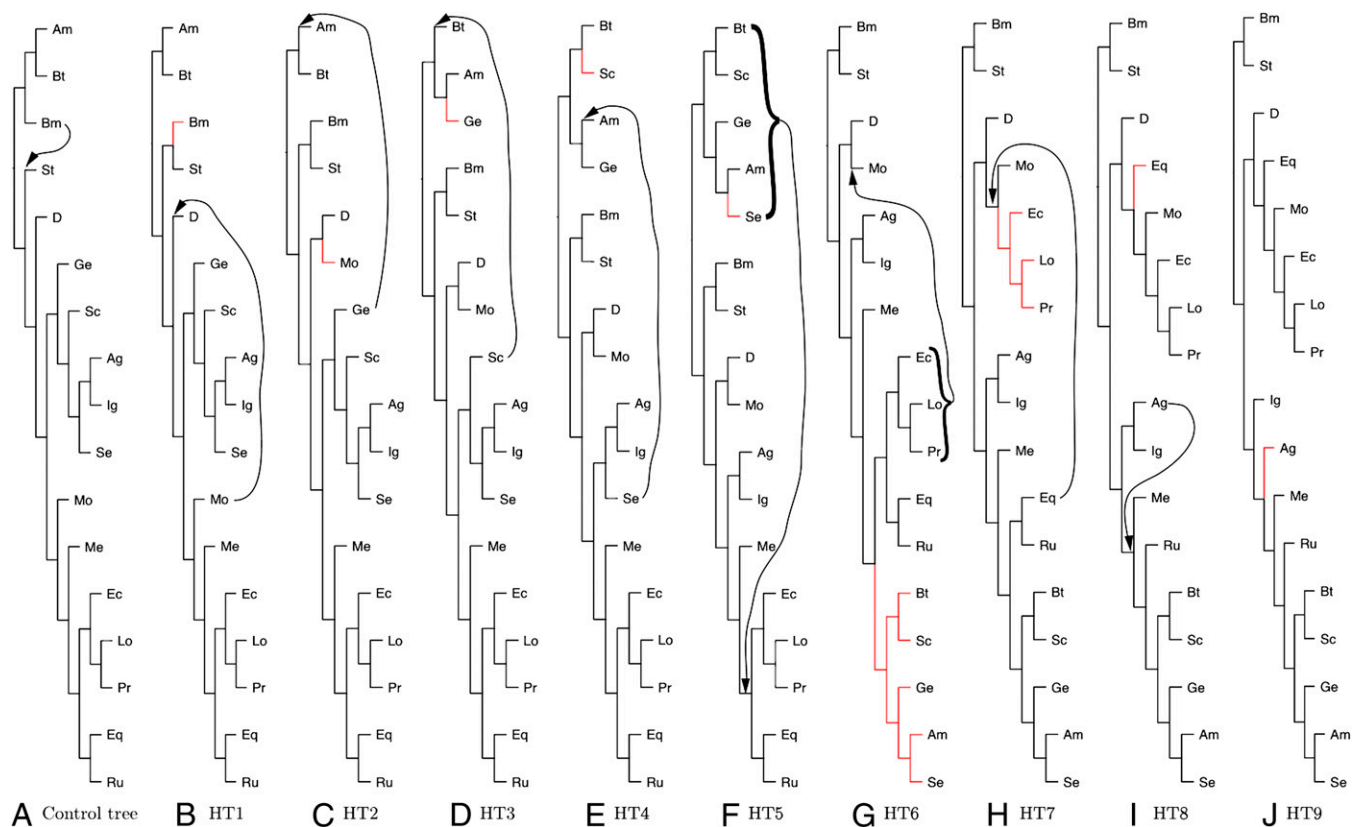 Am
Bt
Bm
St
D
Ge
Sc
Ag
Ig
Se
Mo
Me
Ec
Lo
Pr
Eq
Ru
A Control tree
Am
Bt
Bm
St
D
Ge
Sc
Ag
Ig
Se
Mo
Me
Ec
Lo
Pr
Eq
Ru
B HT1
Am
Bt
Bm
St
D
Mo
Ge
Sc
Ag
Ig
Se
Me
Ec
Lo
Pr
Eq
Ru
C HT2
Bt
Am
Ge
Bm
St
D
Mo
Sc
Ag
Ig
Se
Me
Ec
Lo
Pr
Eq
Ru
D HT3
Bt
Sc
Am
Ge
Bm
St
D
Mo
Ag
Ig
Se
Me
Ec
Lo
Pr
Eq
Ru
E HT4
Bt
Sc
Ge
Am
Se
Bm
St
D
Mo
Ag
Ig
Me
Ec
Lo
Pr
Eq
Ru
F HT5
Bm
St
D
Mo
Ag
Ig
Me
Ec
Lo
Pr
Eq
Ru
Bt
Sc
Ge
Am
Se
G HT6
Bm
St
D
Mo
Ec
Lo
Pr
Ag
Ig
Me
Eq
Ru
Bt
Sc
Ge
Am
Se
H HT7
Bm
St
D
Eq
Mo
Ec
Lo
Pr
Ag
Ig
Me
Ru
Bt
Sc
Ge
Am
Se
I HT8
Bm
St
D
Eq
Mo
Ec
Lo
Pr
Ig
Ag
Me
Ru
Bt
Sc
Ge
Am
Se
J HT9